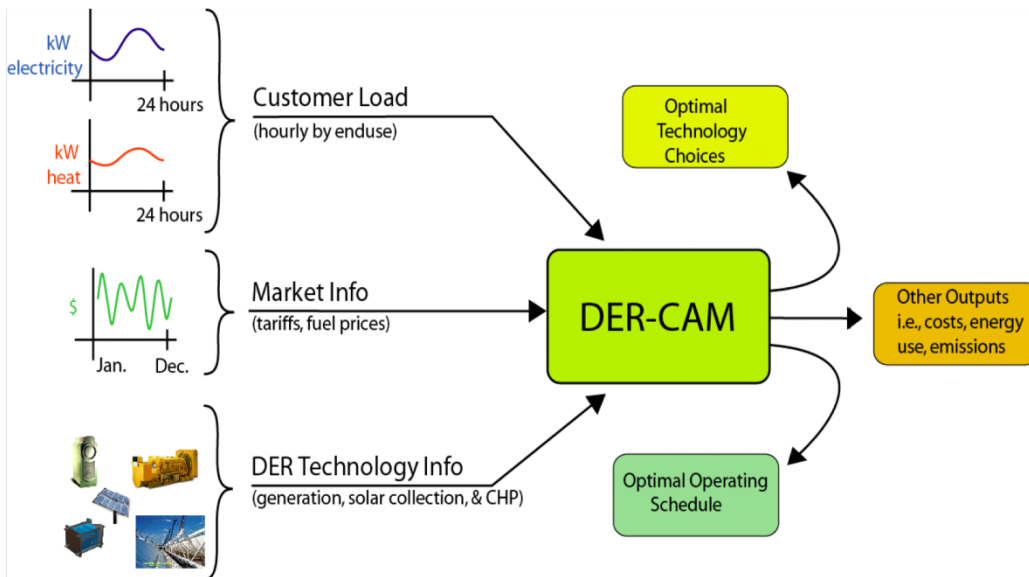 kW
electricity
24 hours
kW
heat
24 hours
$
Jan.
Dec.
Customer Load
(hourly by enduse)
Market Info
(tariffs, fuel prices)
DER Technology Info
(generation, solar collection, & CHP)
DER-CAM
Optimal
Technology
Choices
Other Outputs
i.e., costs, energy
use, emissions
Optimal Operating
Schedule